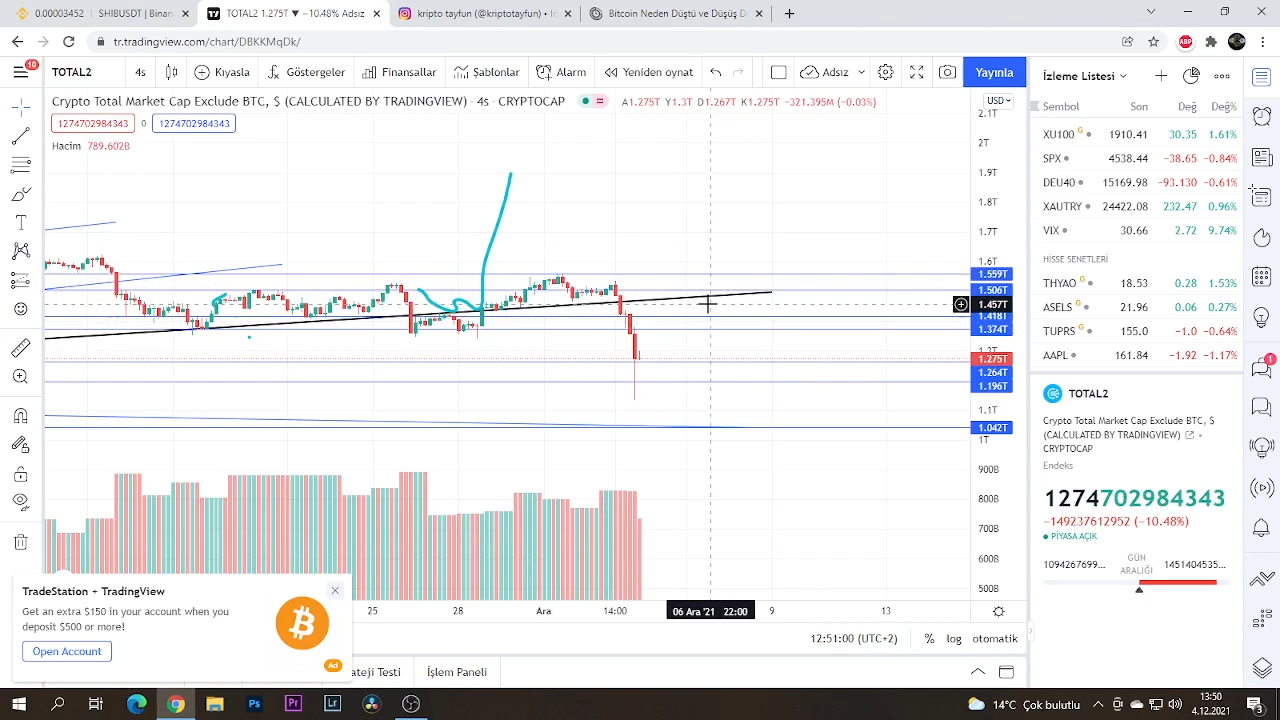 0.00003452 | SHIBUSDT | Binan
TOTAL2 1.275T ▼ −10.48% Adsız
kripto tayfun (@kriptotayfun) • In
Bitcoin Neden Düştü ve Düşüş D
tr.tradingview.com/chart/DBKKMqDk/
ABP
10
TOTAL2
4s
Kıyasla
Göstergeler
Finansallar
Şablonlar
Alarm
Yeniden oynat
Adsız
Yayınla
Crypto Total Market Cap Exclude BTC, $ (CALCULATED BY TRADINGVIEW) · 4s · CRYPTOCAP
A1.275T Y1.3T D1.267T K1.275T −321.395M (−0.03%)
1274702984343 0 1274702984343
Hacim 789.602B
USD
2.1T
2T
1.9T
1.8T
1.7T
1.6T
1.559T
1.506T
1.457T
1.418T
1.374T
1.275T
1.264T
1.196T
1.1T
1.042T
1T
900B
800B
700B
600B
500B
25
28
Ara
14:00
06 Ara '21 22:00
9
13
12:51:00 (UTC+2)
%
log
otomatik
TradeStation + TradingView
Get an extra $150 in your account when you
deposit $500 or more!
Open Account
Ad
ateji Testi
İşlem Paneli
İzleme Listesi
Sembol Son Değ Değ%
XU100 G 1910.41 30.35 1.61%
SPX 4538.44 −38.65 −0.84%
DEU40 15169.98 −93.130 −0.61%
XAUTRY 24422.08 232.47 0.96%
VIX 30.66 2.72 9.74%
HİSSE SENETLERİ
THYAO G 18.53 0.28 1.53%
ASELS G 21.96 0.06 0.27%
TUPRS G 155.0 −1.0 −0.64%
AAPL 161.84 −1.92 −1.17%
TOTAL2
Crypto Total Market Cap Exclude BTC, $
(CALCULATED BY TRADINGVIEW) •
CRYPTOCAP
Endeks
1274702984343
−149237612952 (−10.48%)
PİYASA AÇIK
1094267699... GÜN ARALIĞI 1451404535...
1
Ps
Pr
Lr
14°C Çok bulutlu
13:50
4.12.2021